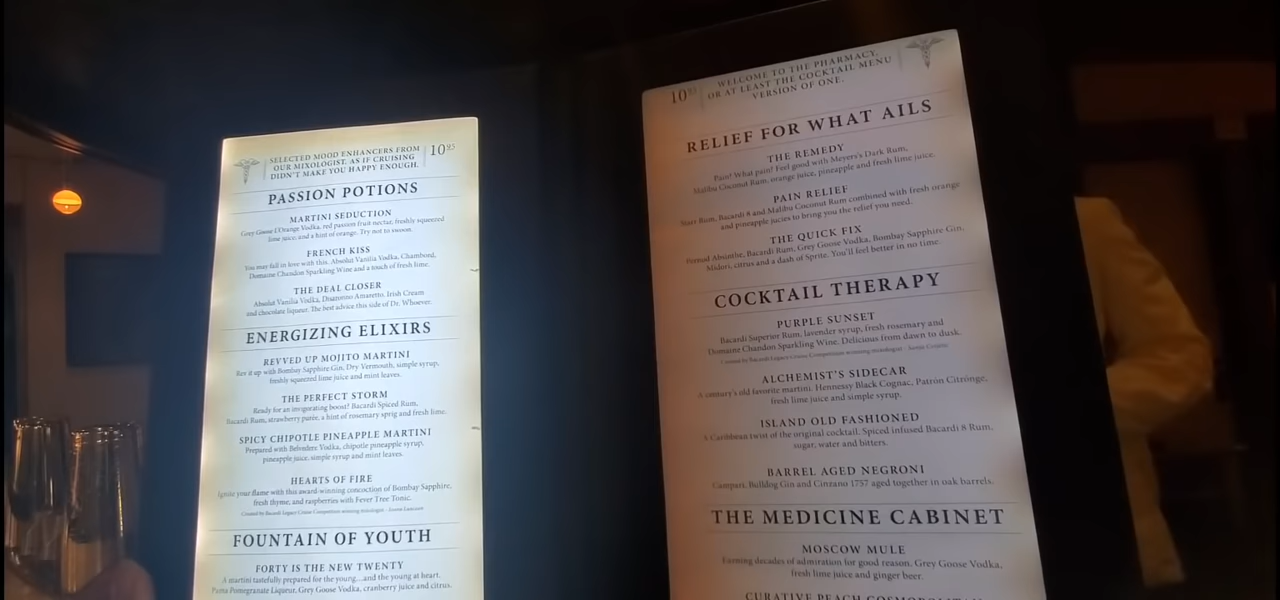 SELECTED MOOD ENHANCERS FROM
OUR MIXOLOGIST. AS IF CRUISING
DIDN'T MAKE YOU HAPPY ENOUGH.
10⁹⁵
PASSION POTIONS
MARTINI SEDUCTION
Grey Goose L'Orange Vodka, red passion fruit nectar, freshly squeezed
lime juice, and a hint of orange. Try not to swoon.
FRENCH KISS
You may fall in love with this. Absolut Vanilia Vodka, Chambord,
Domaine Chandon Sparkling Wine and a touch of fresh lime.
THE DEAL CLOSER
Absolut Vanilia Vodka, Disaronno Amaretto, Irish Cream
and chocolate liqueur. The best advice this side of Dr. Whoever.
ENERGIZING ELIXIRS
REVVED UP MOJITO MARTINI
Rev it up with Bombay Sapphire Gin, Dry Vermouth, simple syrup,
freshly squeezed lime juice and mint leaves.
THE PERFECT STORM
Ready for an invigorating boost? Bacardi Spiced Rum,
Bacardi Rum, strawberry purée, a hint of rosemary sprig and fresh lime.
SPICY CHIPOTLE PINEAPPLE MARTINI
Prepared with Belvedere Vodka, chipotle pineapple syrup,
pineapple juice, simple syrup and mint leaves.
HEARTS OF FIRE
Ignite your flame with this award-winning concoction of Bombay Sapphire,
fresh thyme, and raspberries with Fever Tree Tonic.
Created by Bacardi Legacy Cruise Competition winning mixologist -
FOUNTAIN OF YOUTH
FORTY IS THE NEW TWENTY
A martini tastefully prepared for the young...and the young at heart.
Pama Pomegranate Liqueur, Grey Goose Vodka, cranberry juice and citrus.
10⁹⁵
WELCOME TO THE PHARMACY,
OR AT LEAST THE COCKTAIL MENU
VERSION OF ONE.
RELIEF FOR WHAT AILS
THE REMEDY
Pain? What pain? Feel good with Meyers's Dark Rum,
Malibu Coconut Rum, orange juice, pineapple and fresh lime juice.
PAIN RELIEF
Starr Rum, Bacardi 8 and Malibu Coconut Rum combined with fresh orange
and pineapple jucies to bring you the relief you need.
THE QUICK FIX
Pernod Absinthe, Bacardi Rum, Grey Goose Vodka, Bombay Sapphire Gin,
Midori, citrus and a dash of Sprite. You'll feel better in no time.
COCKTAIL THERAPY
PURPLE SUNSET
Bacardi Superior Rum, lavender syrup, fresh rosemary and
Domaine Chandon Sparkling Wine. Delicious from dawn to dusk.
Created by Bacardi Legacy Cruise Competition winning mixologist -
ALCHEMIST'S SIDECAR
A century's old favorite martini. Hennessy Black Cognac, Patrón Citrónge,
fresh lime juice and simple syrup.
ISLAND OLD FASHIONED
A Caribbean twist of the original cocktail. Spiced infused Bacardi 8 Rum,
sugar, water and bitters.
BARREL AGED NEGRONI
Campari, Bulldog Gin and Cinzano 1757 aged together in oak barrels.
THE MEDICINE CABINET
MOSCOW MULE
Earning decades of admiration for good reason. Grey Goose Vodka,
fresh lime juice and ginger beer.
CURATIVE PEACH COSMOPOLITAN